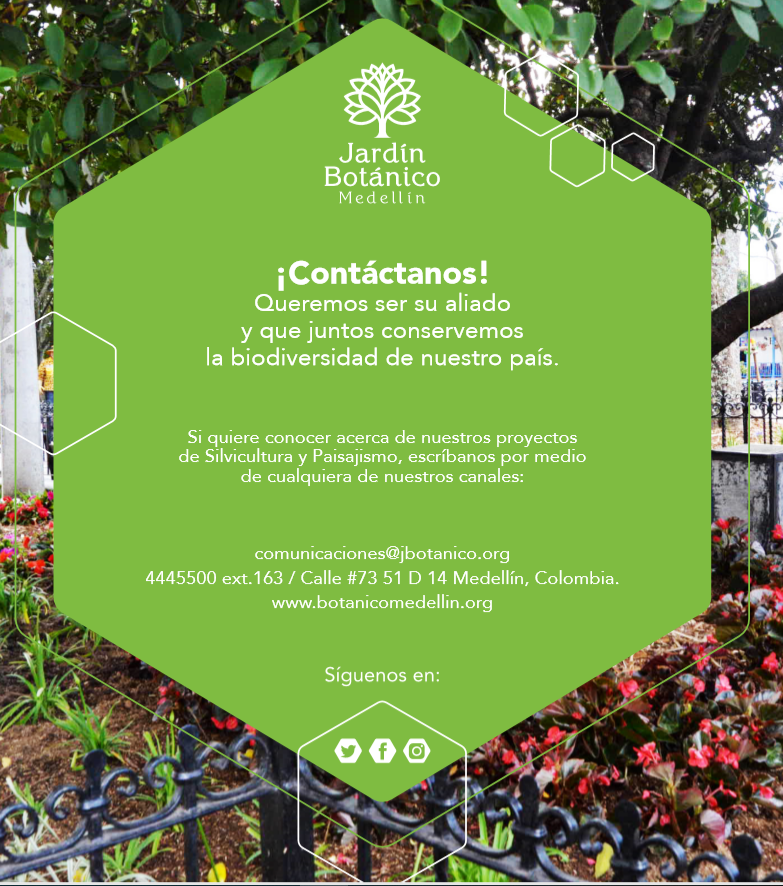 Jardín
Botánico
Medellín
¡Contáctanos!
Queremos ser su aliado
y que juntos conservemos
la biodiversidad de nuestro país.
Si quiere conocer acerca de nuestros proyectos
de Silvicultura y Paisajismo, escríbanos por medio
de cualquiera de nuestros canales:
comunicaciones@jbotanico.org
4445500 ext.163 / Calle #73 51 D 14 Medellín, Colombia.
www.botanicomedellin.org
Síguenos en: